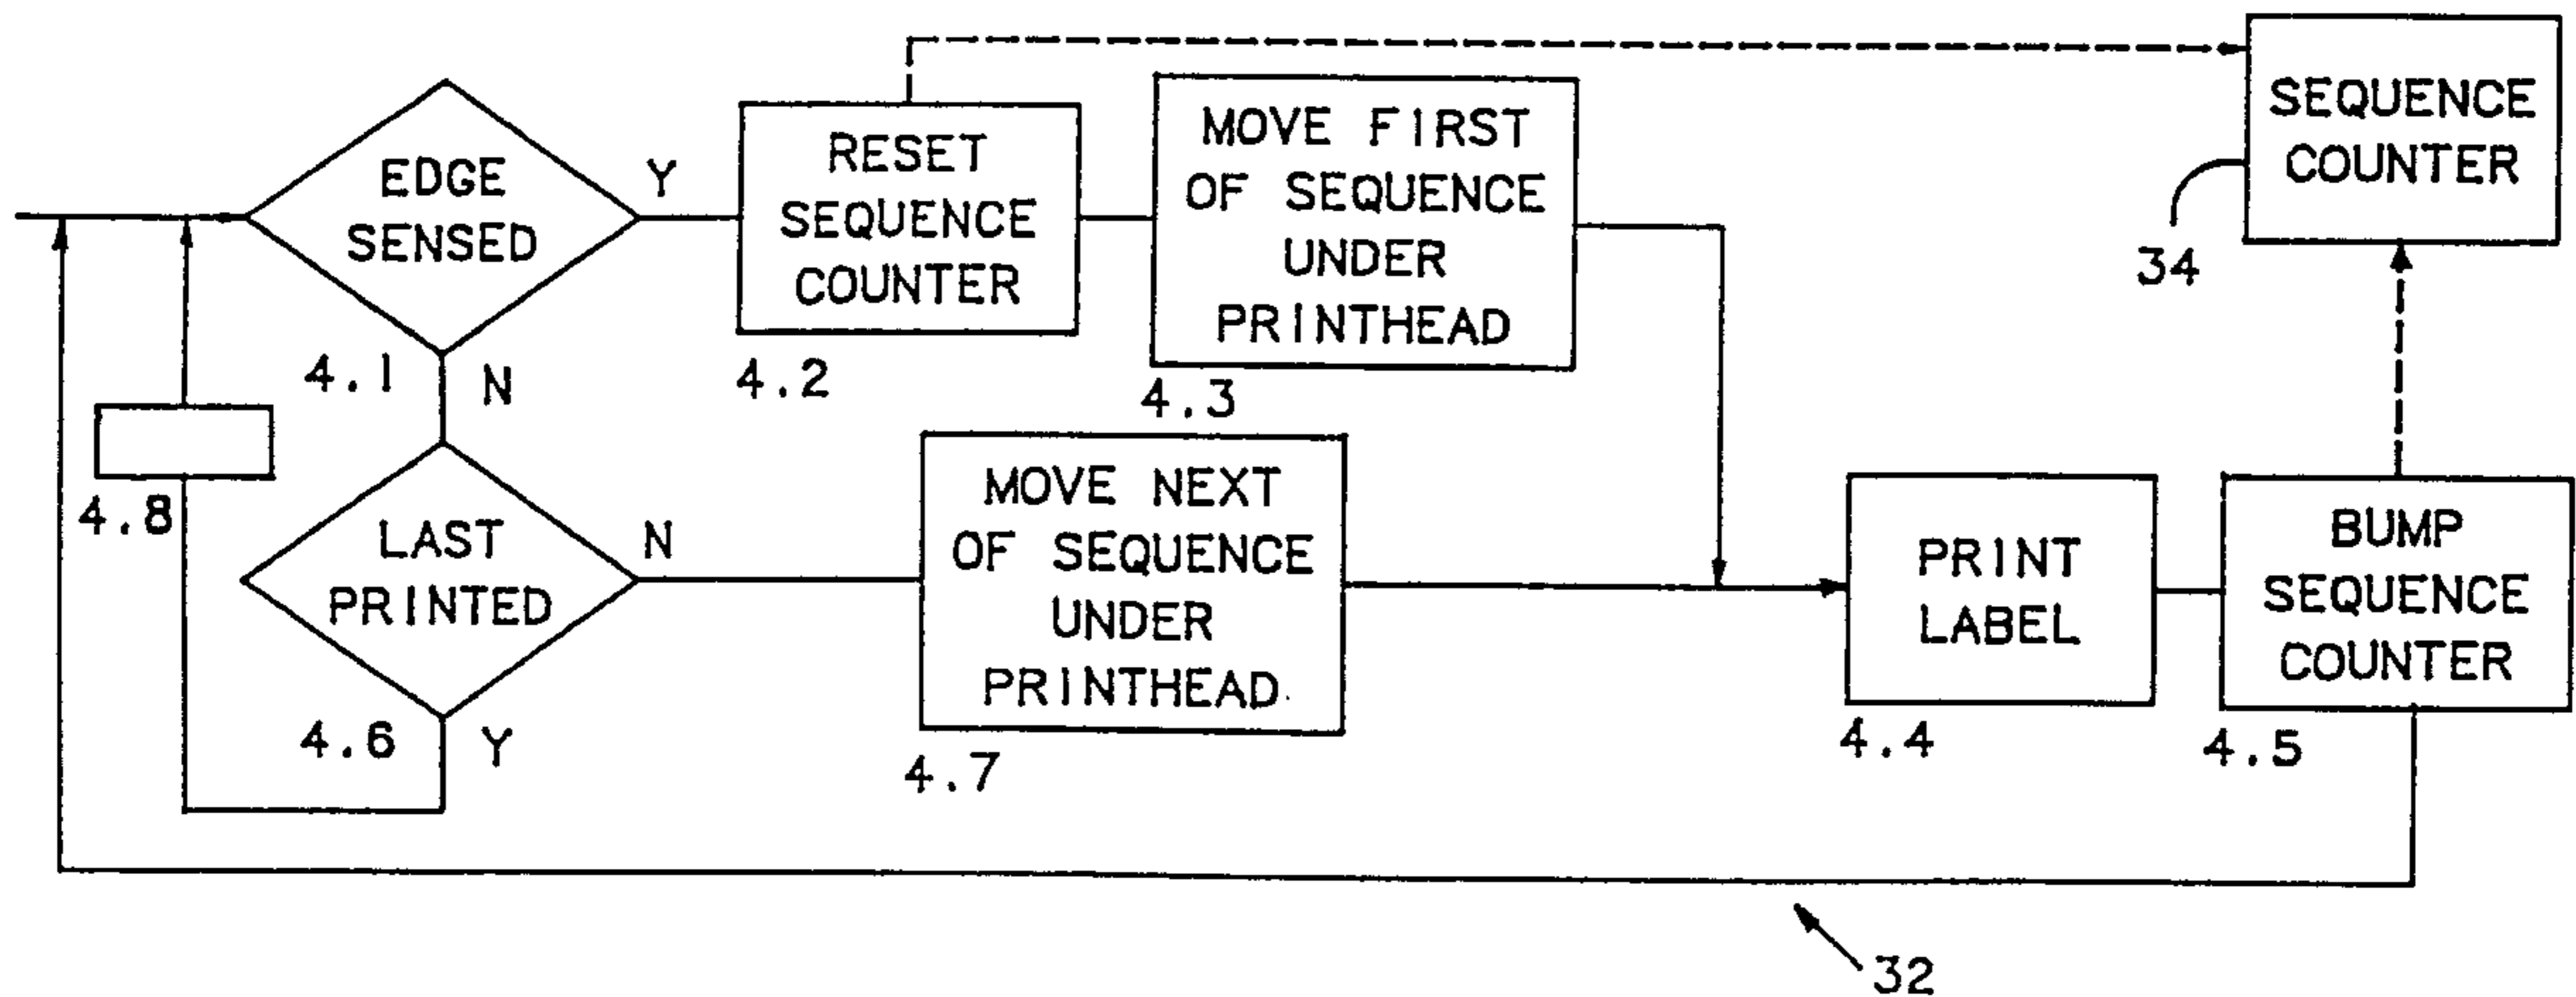 EDGE
SENSED
Y
4.1
N
RESET
SEQUENCE
COUNTER
4.2
MOVE FIRST
OF SEQUENCE
UNDER
PRINTHEAD
4.3
SEQUENCE
COUNTER
34
4.8
LAST
PRINTED
N
4.6
Y
MOVE NEXT
OF SEQUENCE
UNDER
PRINTHEAD
4.7
PRINT
LABEL
4.4
BUMP
SEQUENCE
COUNTER
4.5
32